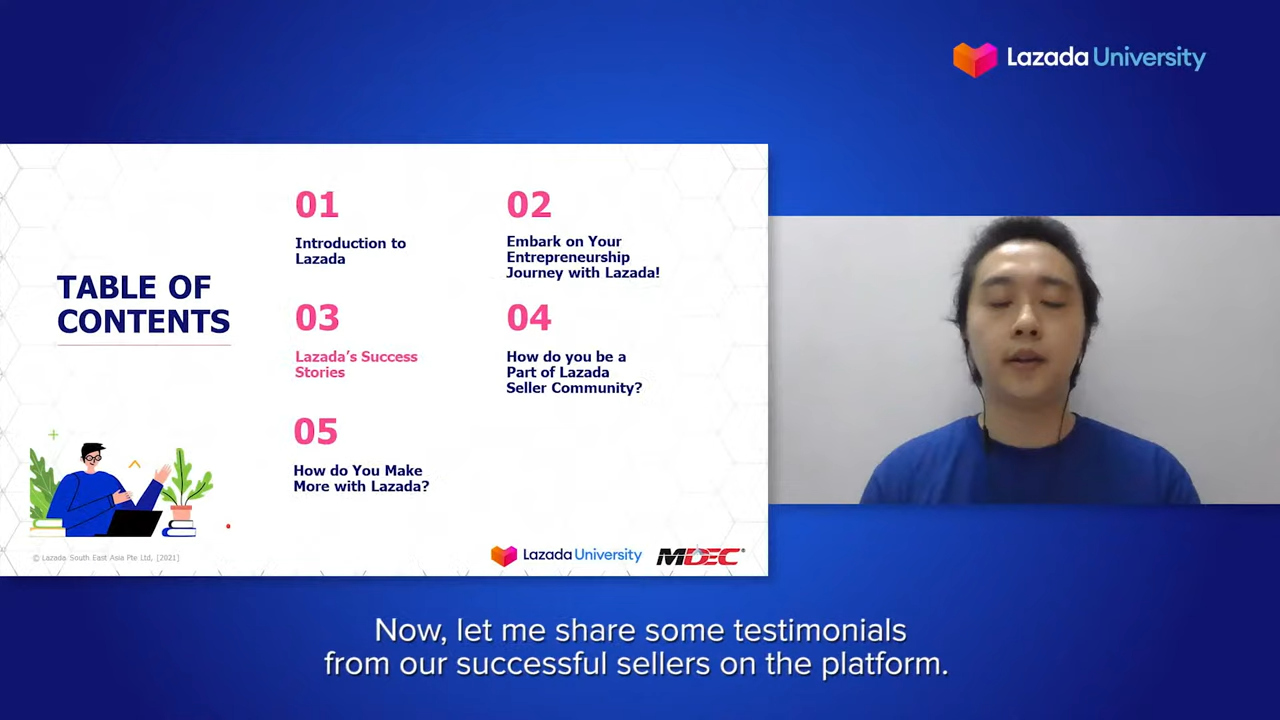 Lazada University
TABLE OF
CONTENTS
01
Introduction to
Lazada
02
Embark on Your
Entrepreneurship
Journey with Lazada!
03
Lazada's Success
Stories
04
How do you be a
Part of Lazada
Seller Community?
05
How do You Make
More with Lazada?
© Lazada South East Asia Pte Ltd, [2021]
Lazada University
MDEC
Now, let me share some testimonials
from our successful sellers on the platform.